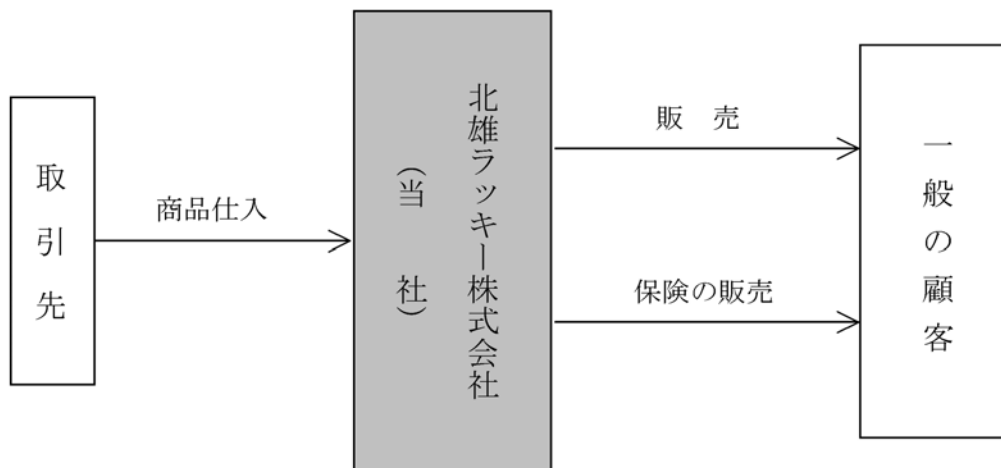 取引先
商品仕入
北雄ラッキー株式会社
（当　　社）
販　売
保険の販売
一般の顧客